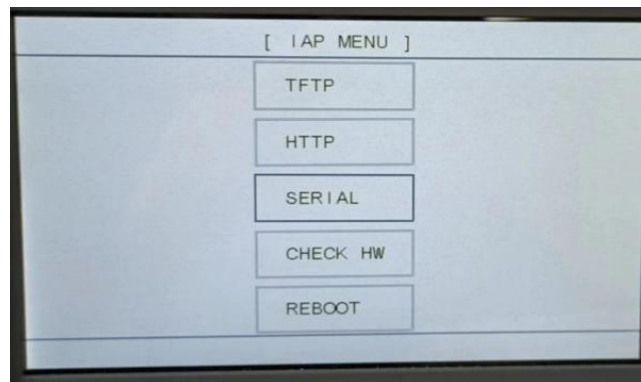 [ IAP MENU ]
TFTP
HTTP
SERIAL
CHECK HW
REBOOT